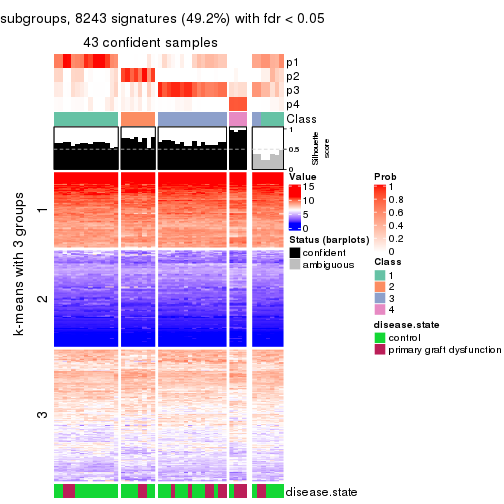 subgroups, 8243 signatures (49.2%) with fdr < 0.05
43 confident samples
p1
p2
p3
p4
Class
1
0.5
0
Silhouette
score
k-means with 3 groups
1
2
3
disease.state
Value
15
10
5
0
Status (barplots)
confident
ambiguous
Prob
1
0.8
0.6
0.4
0.2
0
Class
1
2
3
4
disease.state
control
primary graft dysfunction